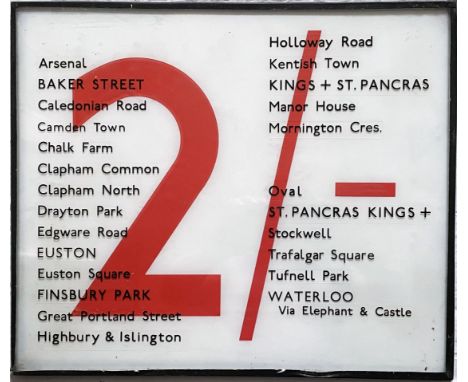 2/-
Arsenal
BAKER STREET
Caledonian Road
Camden Town
Chalk Farm
Clapham Common
Clapham North
Drayton Park
Edgware Road
EUSTON
Euston Square
FINSBURY PARK
Great Portland Street
Highbury & Islington
Holloway Road
Kentish Town
KINGS + ST. PANCRAS
Manor House
Mornington Cres.
Oval
ST. PANCRAS KINGS +
Stockwell
Trafalgar Square
Tufnell Park
WATERLOO
Via Elephant & Castle